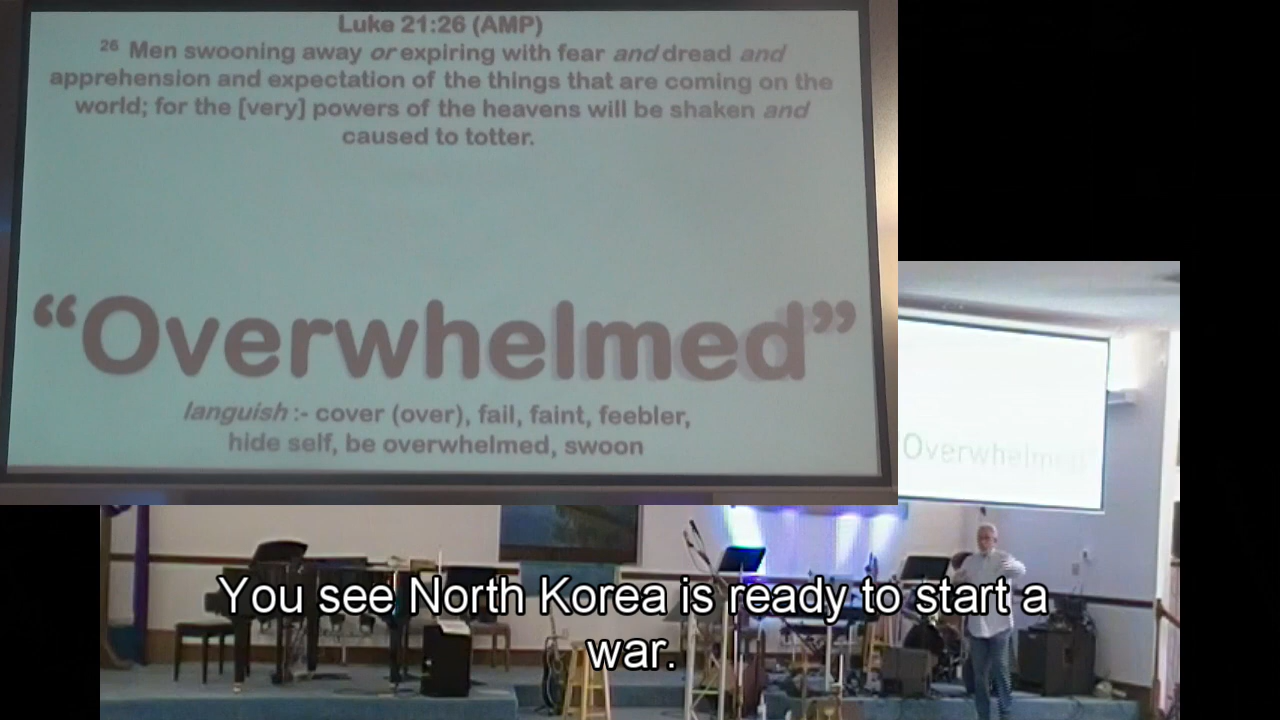 Luke 21:26 (AMP)
26 Men swooning away or expiring with fear and dread and
apprehension and expectation of the things that are coming on the
world; for the [very] powers of the heavens will be shaken and
caused to totter.
“Overwhelmed”
languish :- cover (over), fail, faint, feebler,
hide self, be overwhelmed, swoon
Overwhelmed
You see North Korea is ready to start a
war.